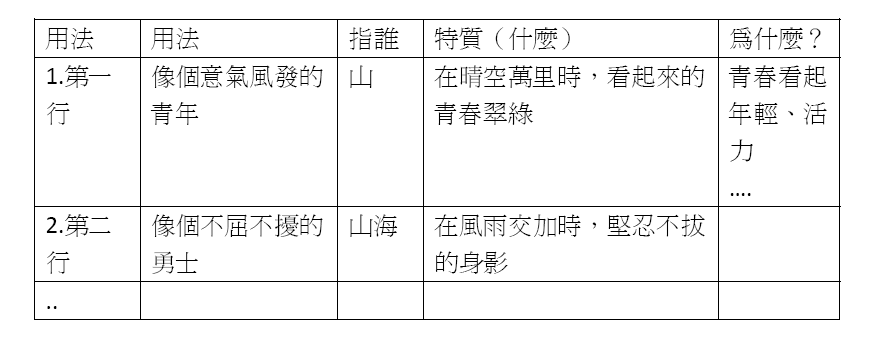 用法 用法 指誰 特質（什麼） 爲什麼？
1.第一 像個意氣風發的 山 在晴空萬里時，看起來的 青春看起
行 青年 青春翠綠 年輕、活
力
....
2.第二 像個不屈不擾的 山海 在風雨交加時，堅忍不拔
行 勇士 的身影
..